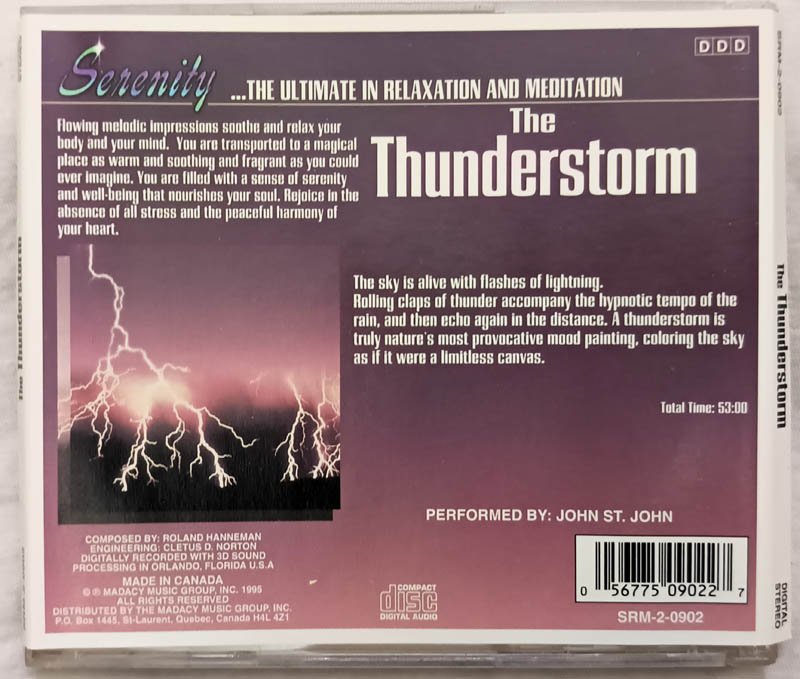 Serenity
...THE ULTIMATE IN RELAXATION AND MEDITATION
DDD
Flowing melodic impressions soothe and relax your
body and your mind. You are transported to a magical
place as warm and soothing and fragrant as you could
ever imagine. You are filled with a sense of serenity
and well-being that nourishes your soul. Rejoice in the
absence of all stress and the peaceful harmony of
your heart.
The
Thunderstorm
The sky is alive with flashes of lightning.
Rolling claps of thunder accompany the hypnotic tempo of the
rain, and then echo again in the distance. A thunderstorm is
truly nature's most provocative mood painting, coloring the sky
as if it were a limitless canvas.
Total Time: 53:00
PERFORMED BY: JOHN ST. JOHN
COMPOSED BY: ROLAND HANNEMAN
ENGINEERING: CLETUS D. NORTON
DIGITALLY RECORDED WITH 3D SOUND
PROCESSING IN ORLANDO, FLORIDA U.S.A
MADE IN CANADA
© ℗ MADACY MUSIC GROUP, INC. 1995
ALL RIGHTS RESERVED
DISTRIBUTED BY THE MADACY MUSIC GROUP, INC.
P.O. Box 1445, St-Laurent, Quebec, Canada H4L 4Z1
COMPACT
disc
DIGITAL AUDIO
0 56775 09022 7
SRM-2-0902
SRM-2-0902
The Thunderstorm
DIGITAL
STEREO
The Thunderstorm